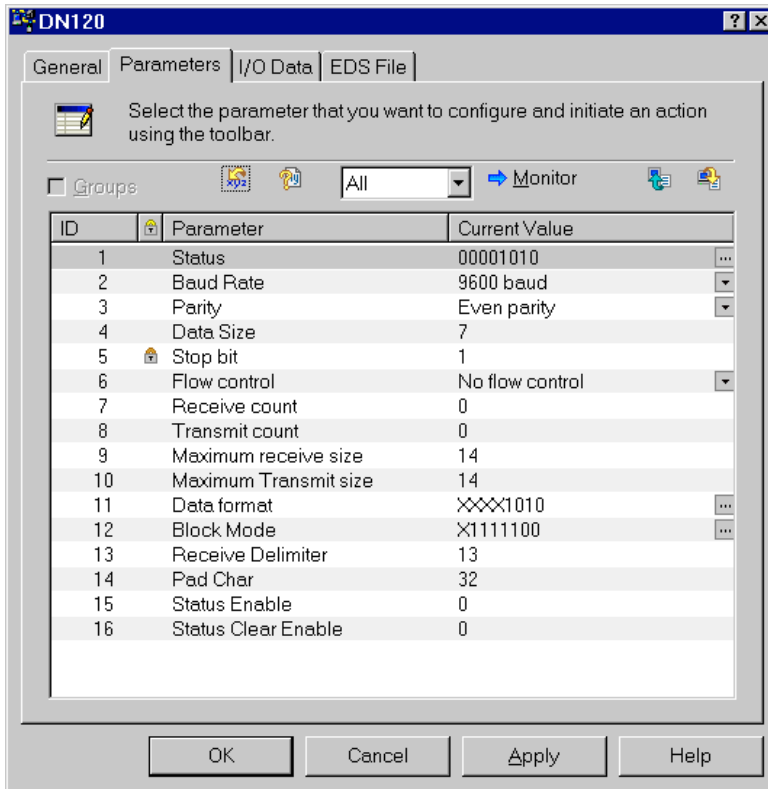 DN120
General Parameters I/O Data EDS File
Select the parameter that you want to configure and initiate an action
using the toolbar.
Groups xyz All Monitor
ID Parameter Current Value
1 Status 00001010 ...
2 Baud Rate 9600 baud
3 Parity Even parity
4 Data Size 7
5 Stop bit 1
6 Flow control No flow control
7 Receive count 0
8 Transmit count 0
9 Maximum receive size 14
10 Maximum Transmit size 14
11 Data format XXXX1010 ...
12 Block Mode X1111100 ...
13 Receive Delimiter 13
14 Pad Char 32
15 Status Enable 0
16 Status Clear Enable 0
OK Cancel Apply Help